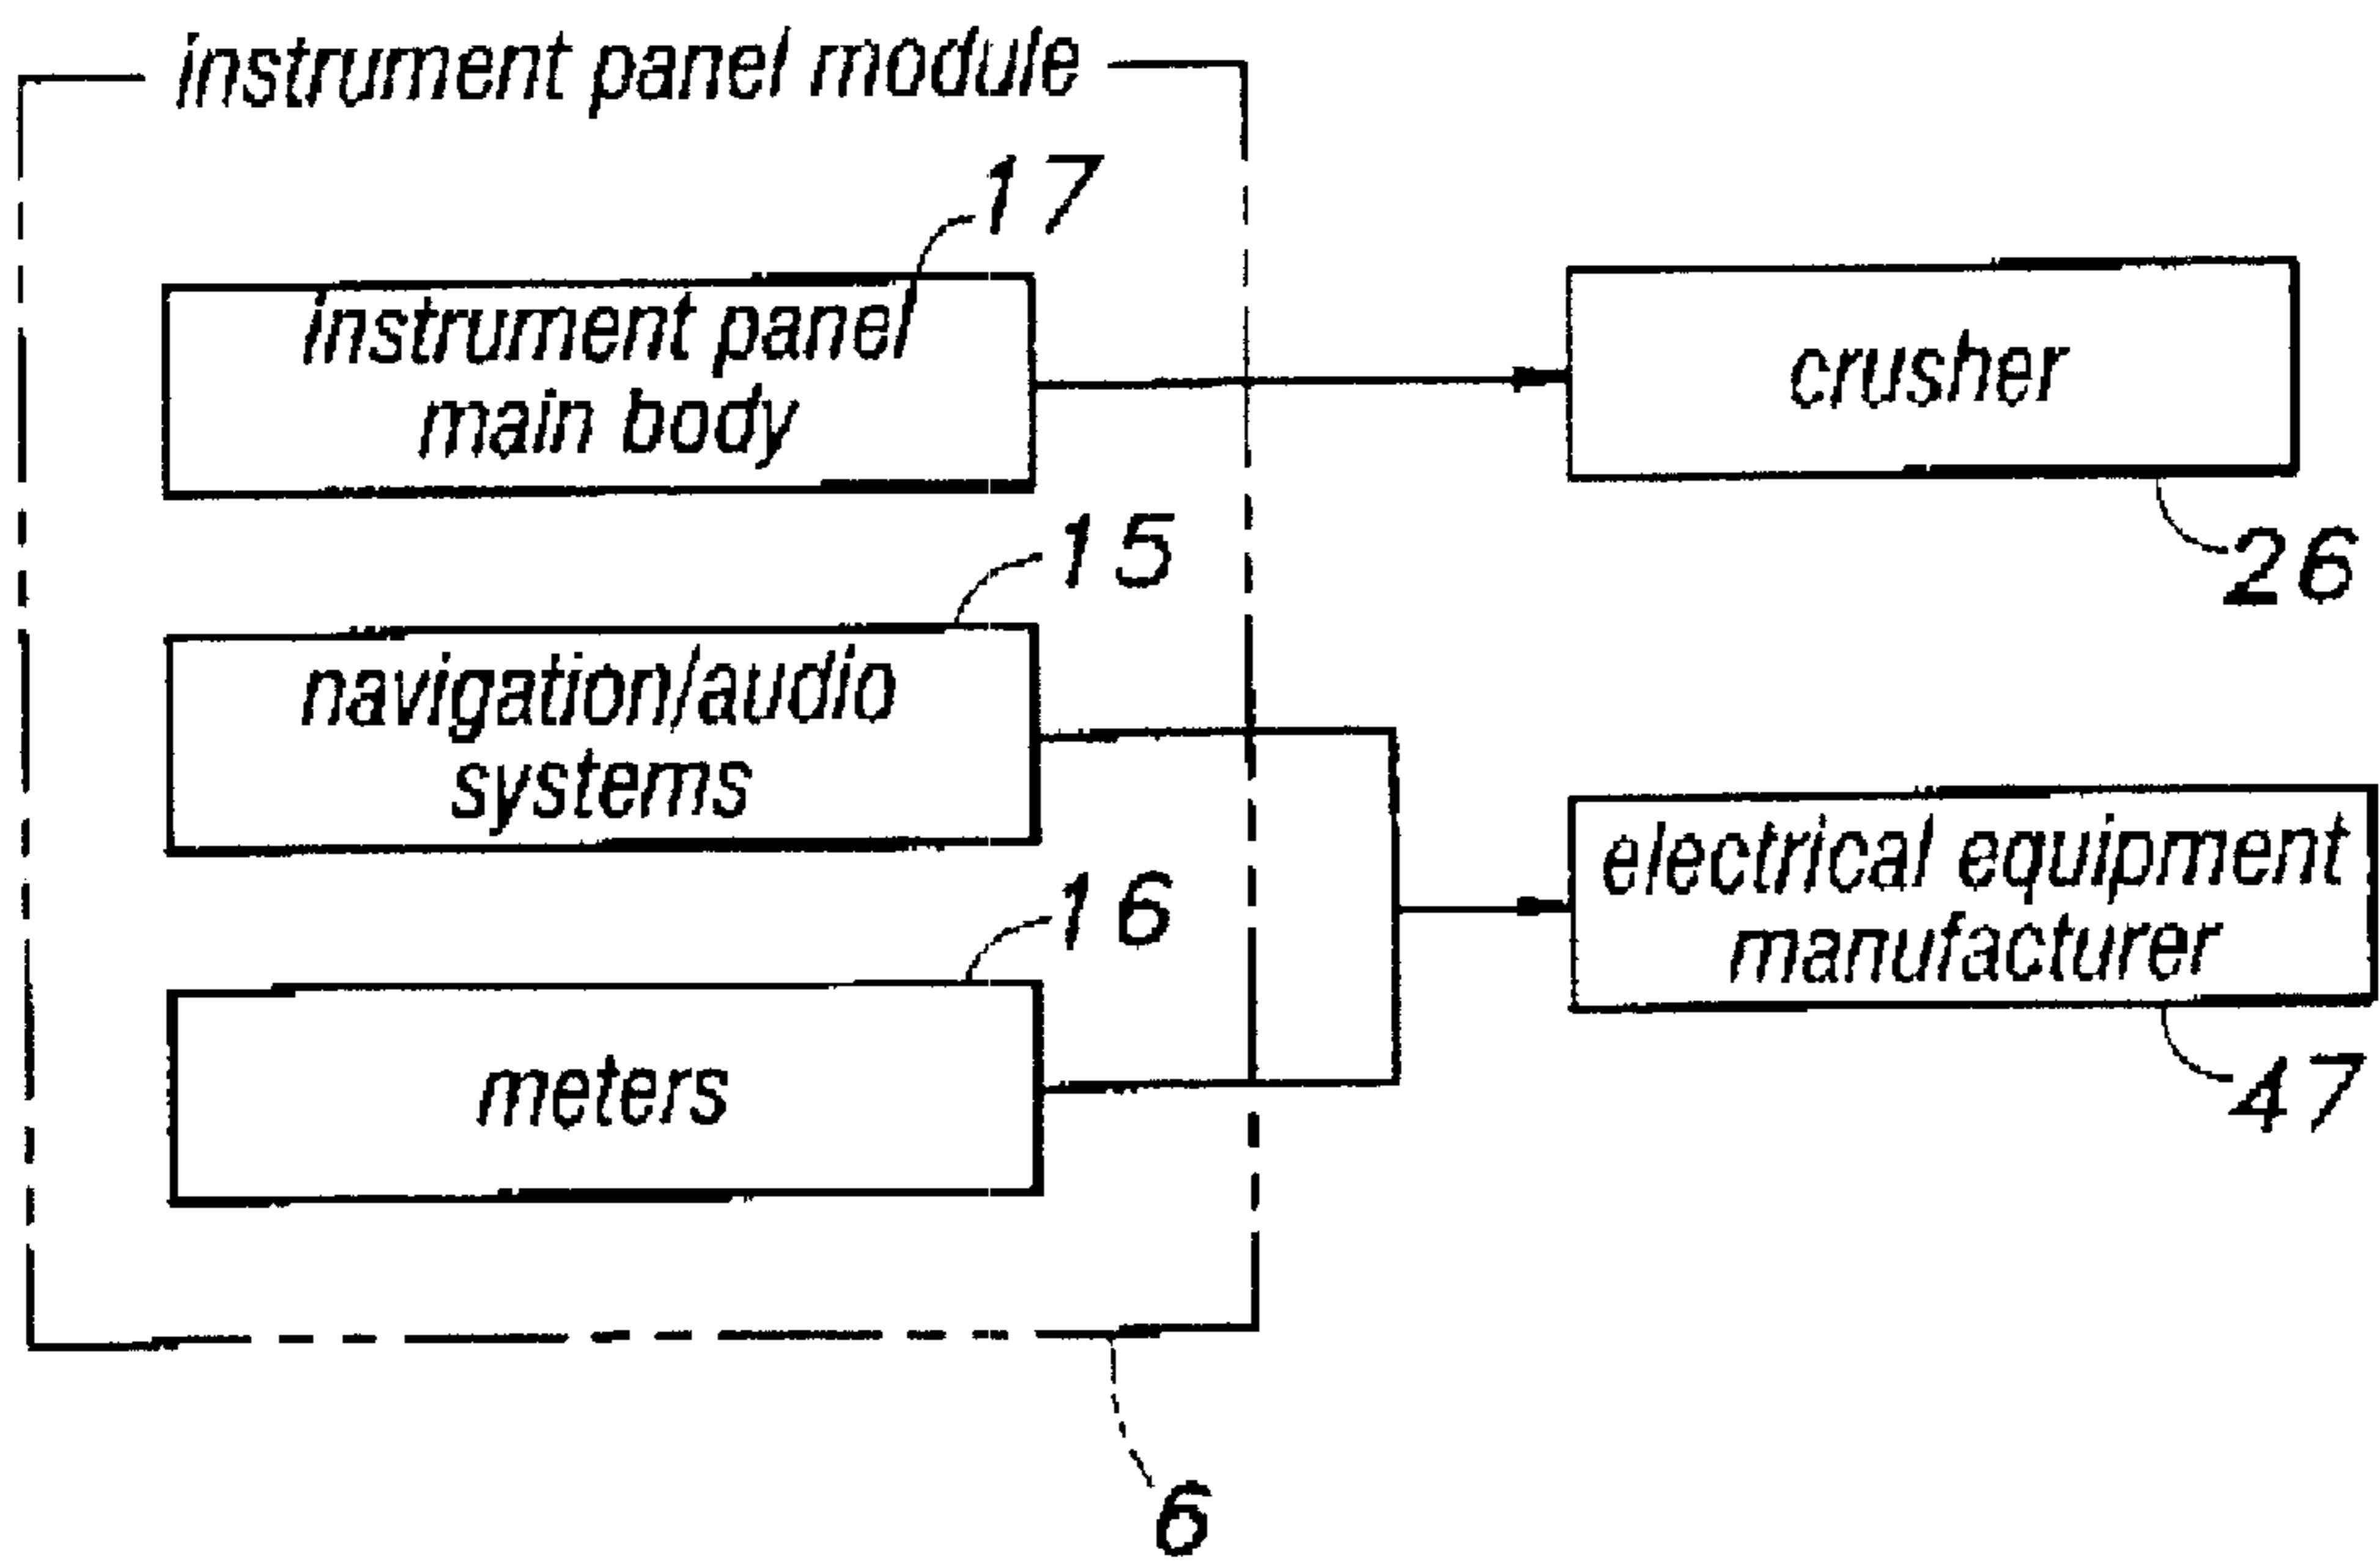 instrument panel module
17
instrument panel
main body
crusher
26
15
navigation/audio
systems
16
meters
electrical equipment
manufacturer
47
6